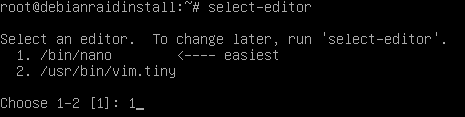 root@debianraidinstall:~# select-editor
Select an editor.  To change later, run 'select-editor'.
  1. /bin/nano        <---- easiest
  2. /usr/bin/vim.tiny
Choose 1-2 [1]: 1_